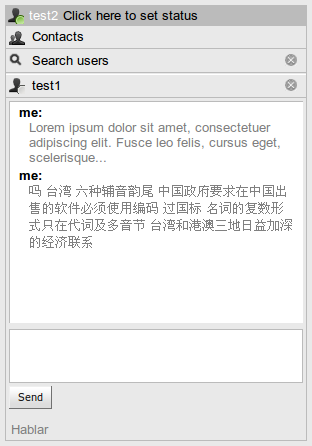 test2 Click here to set status
Contacts
Search users
test1
me:
Lorem ipsum dolor sit amet, consectetuer
adipiscing elit. Fusce leo felis, cursus eget,
scelerisque...
me:
吗 台湾 六种辅音韵尾 中国政府要求在中国出
售的软件必须使用编码 过国标 名词的复数形
式只在代词及多音节 台湾和港澳三地日益加深
的经济联系
Send
Hablar